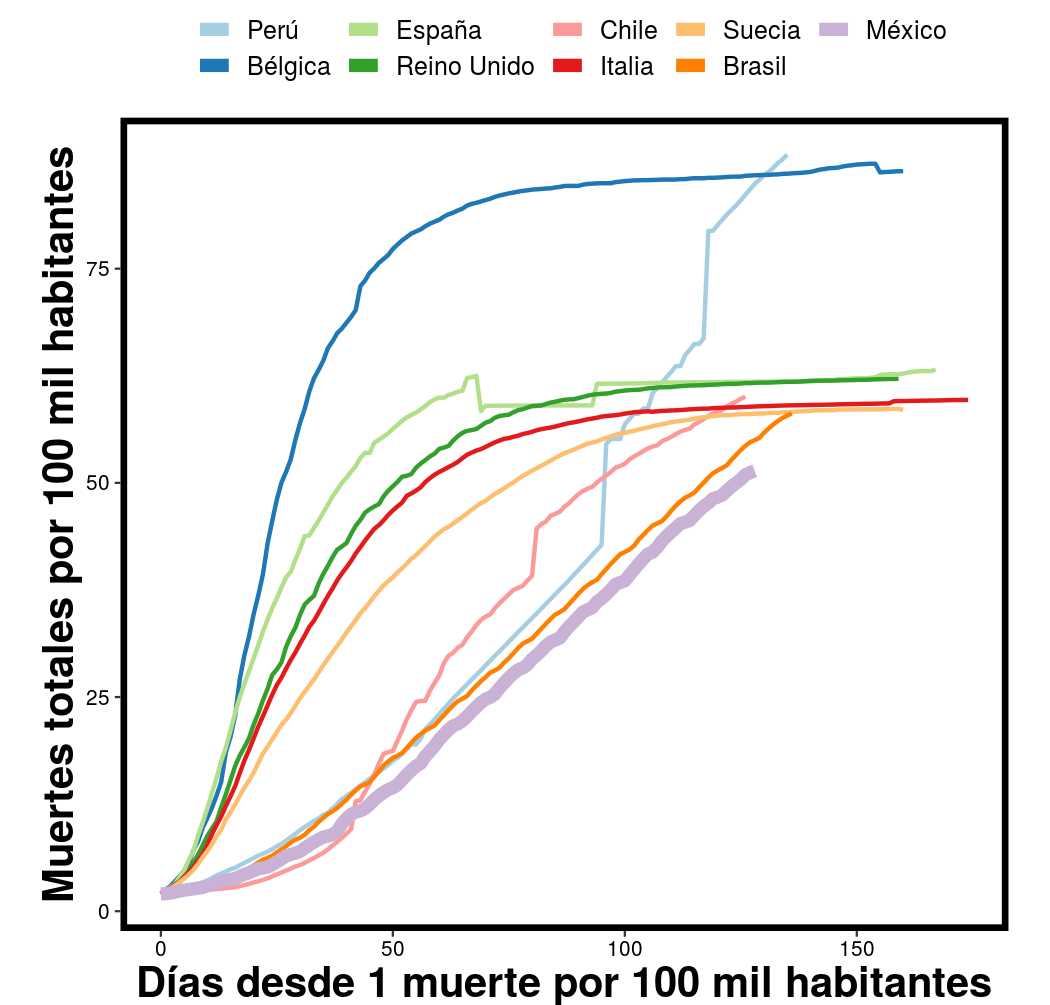 Perú España Chile Suecia México
Bélgica Reino Unido Italia Brasil
Muertes totales por 100 mil habitantes
75
50
25
0
0 50 100 150
Días desde 1 muerte por 100 mil habitantes